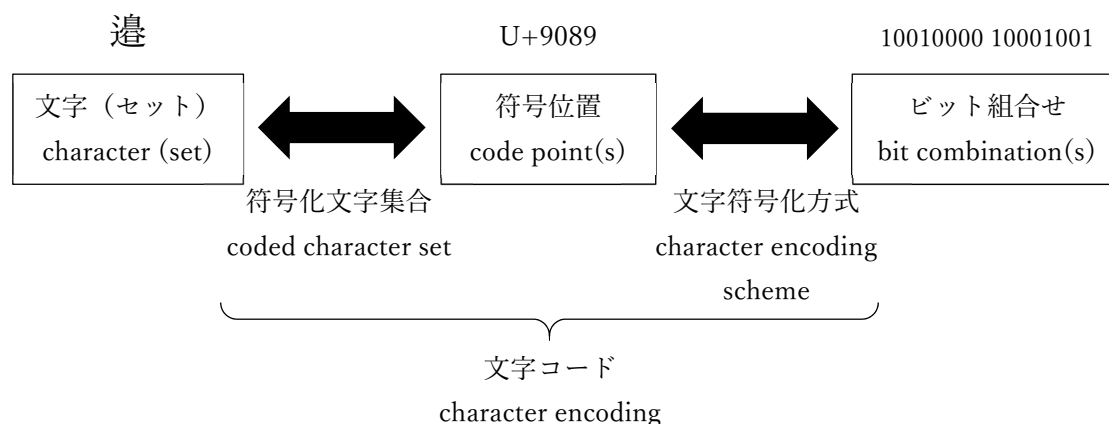 邉
U+9089
10010000 10001001
文字（セット）
character (set)
符号位置
code point(s)
ビット組合せ
bit combination(s)
符号化文字集合
coded character set
文字符号化方式
character encoding
scheme
文字コード
character encoding